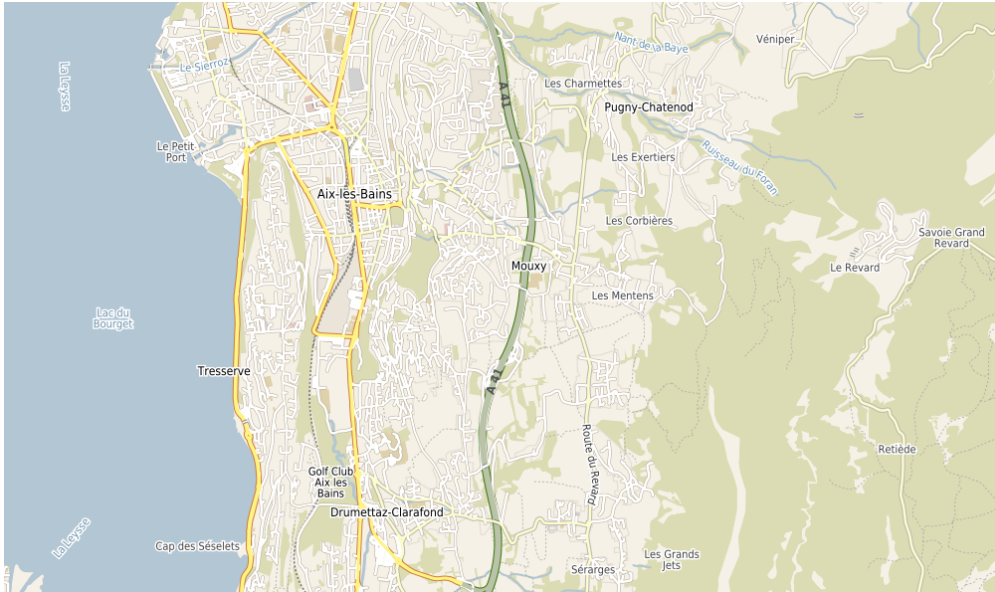 Véniper
Nant de la Baye
La Leysse
Le Sierroz
Les Charmettes
A 41
Pugny-Chatenod
Le Petit
Port
Les Exertiers
Ruisseau du Foran
Aix-les-Bains
Les Corbières
Savoie Grand
Revard
Mouxy
Le Revard
Les Mentens
Lac du
Bourget
Tresserve
A 41
Route du Revard
Retiède
Golf Club
Aix les
Bains
Drumettaz-Clarafond
La Leysse
Cap des Séselets
Les Grands
Jets
Sérarges